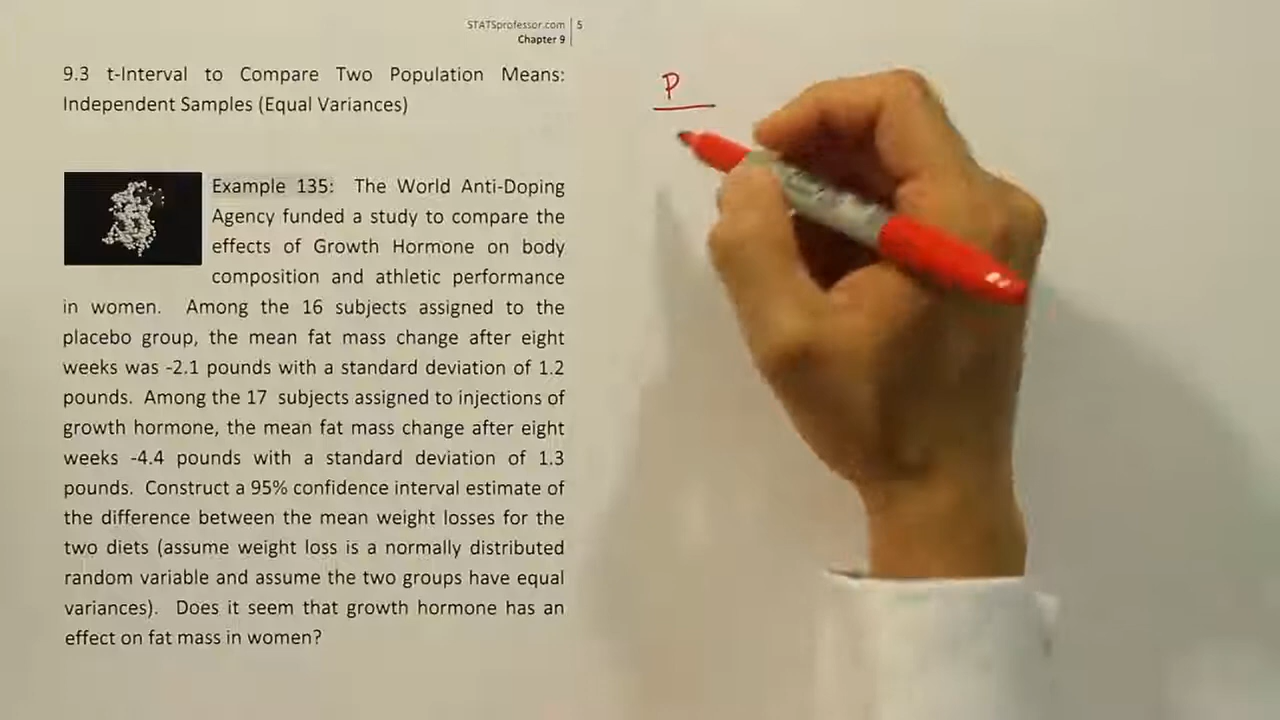 STATSprofessor.com | 5
Chapter 9
9.3 t-Interval to Compare Two Population Means:
Independent Samples (Equal Variances)
P
Example 135: The World Anti-Doping
Agency funded a study to compare the
effects of Growth Hormone on body
composition and athletic performance
in women. Among the 16 subjects assigned to the
placebo group, the mean fat mass change after eight
weeks was -2.1 pounds with a standard deviation of 1.2
pounds. Among the 17 subjects assigned to injections of
growth hormone, the mean fat mass change after eight
weeks -4.4 pounds with a standard deviation of 1.3
pounds. Construct a 95% confidence interval estimate of
the difference between the mean weight losses for the
two diets (assume weight loss is a normally distributed
random variable and assume the two groups have equal
variances). Does it seem that growth hormone has an
effect on fat mass in women?